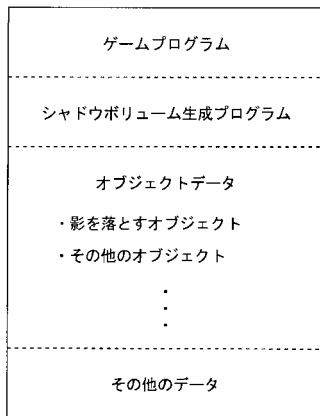 ゲームプログラム
シャドウボリューム生成プログラム
オブジェクトデータ
・影を落とすオブジェクト
・その他のオブジェクト
・
・
・
その他のデータ